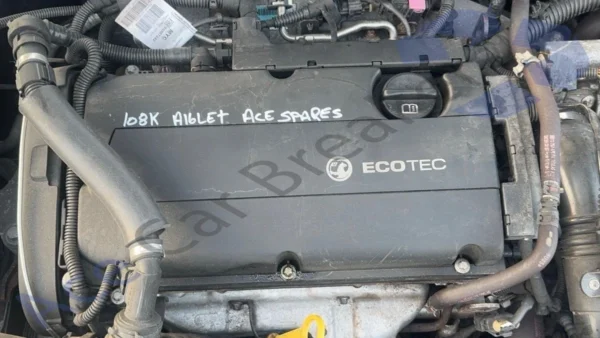 108K A16LET ACE SPARES
ECOTEC
Car Brea